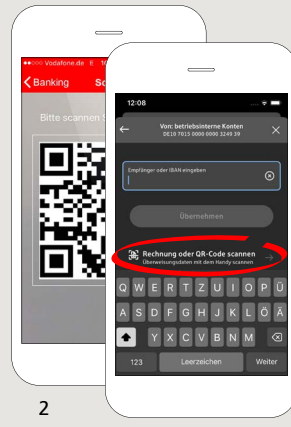 Vodafone.de
Banking
Bitte scannen S
12:08
Von: betriebsinterne Konten
DE10 7015 0000 0000 3249 39
Empfänger oder IBAN eingeben
Übernehmen
Rechnung oder QR-Code scannen
Überweisungsdaten mit dem Handy scannen
Q W E R T Z U I O P Ü
A S D F G H J K L Ö Ä
Y X C V B N M
123 Leerzeichen Weiter
2